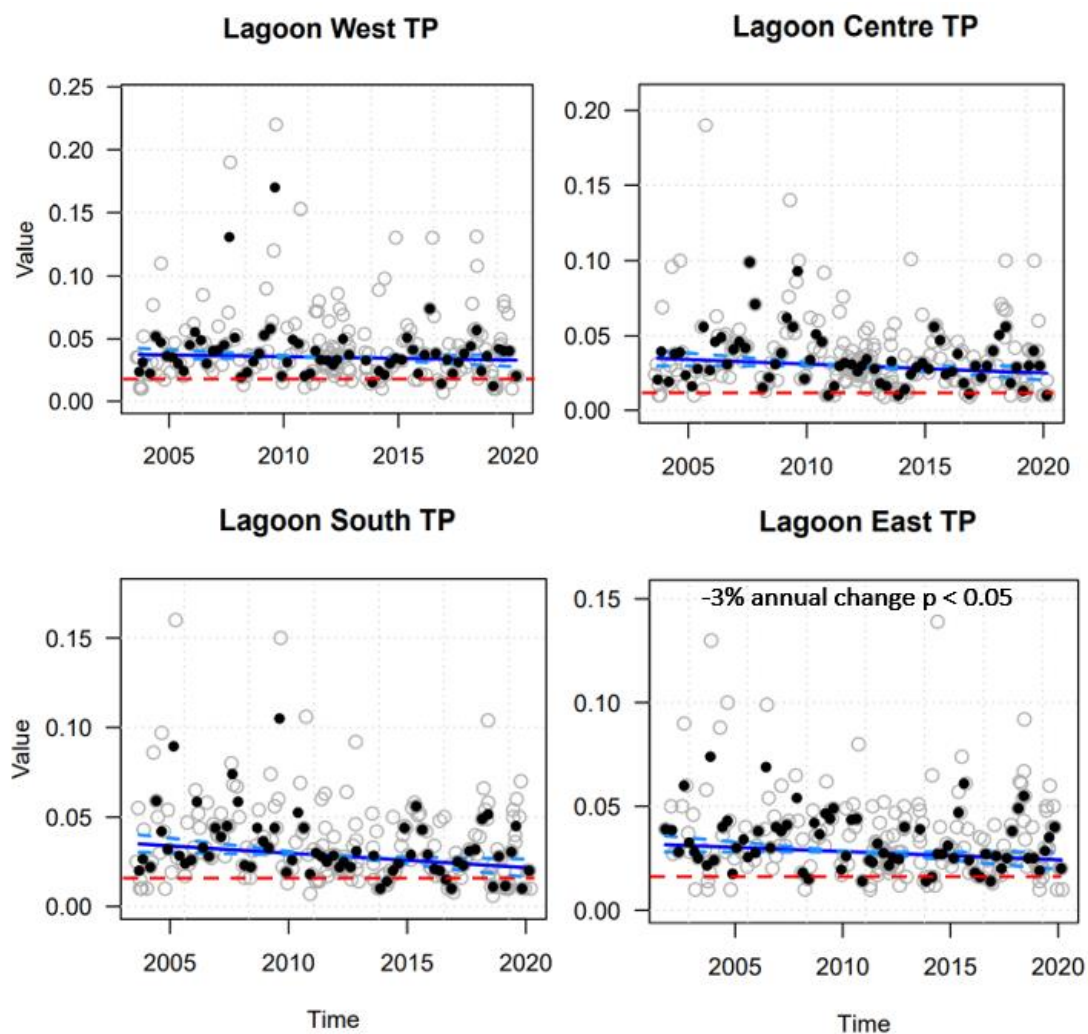 Lagoon West TP
Lagoon Centre TP
0.25
0.20
0.15
0.10
0.05
0.00
Value
2005 2010 2015 2020
0.20
0.15
0.10
0.05
0.00
2005 2010 2015 2020
Lagoon South TP
Lagoon East TP
0.15
0.10
0.05
0.00
Value
2005 2010 2015 2020
Time
-3% annual change p < 0.05
0.15
0.10
0.05
0.00
2005 2010 2015 2020
Time